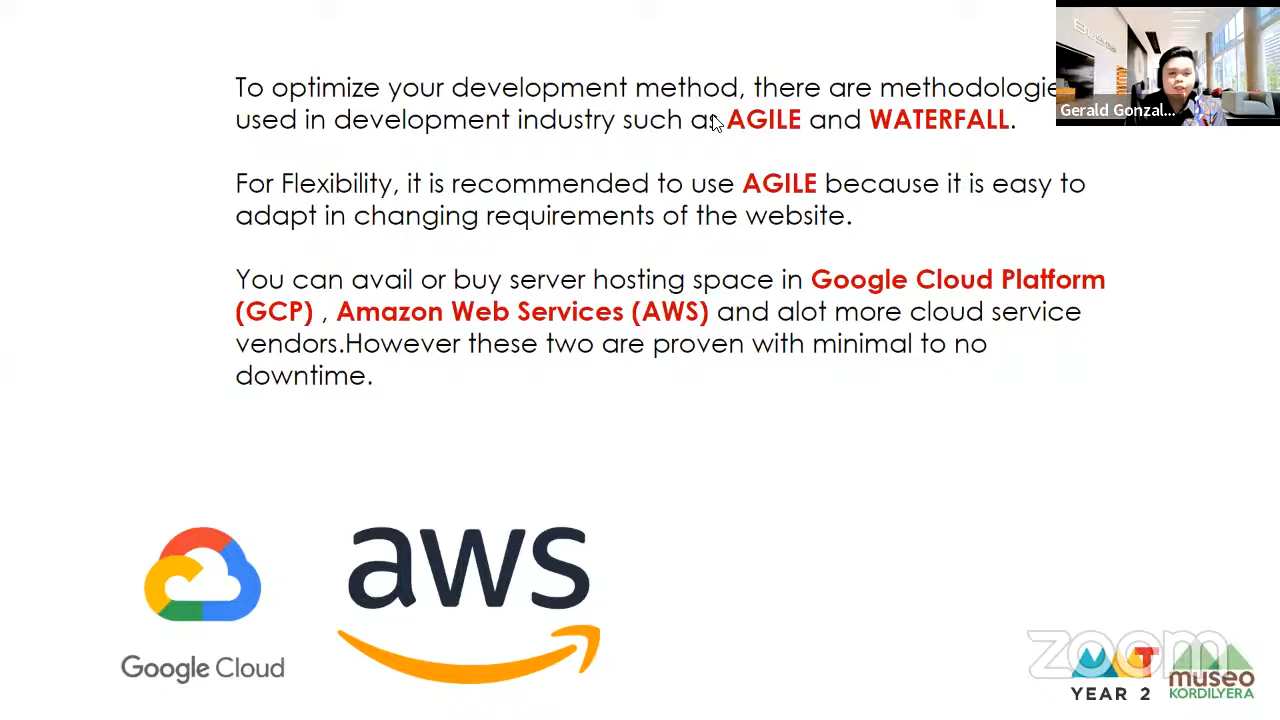 To optimize your development method, there are methodologie
used in development industry such as AGILE and WATERFALL.
For Flexibility, it is recommended to use AGILE because it is easy to
adapt in changing requirements of the website.
You can avail or buy server hosting space in Google Cloud Platform
(GCP) , Amazon Web Services (AWS) and alot more cloud service
vendors.However these two are proven with minimal to no
downtime.
Gerald Gonzal...
aws
Google Cloud
zoom
YEAR 2
museo
KORDILYERA